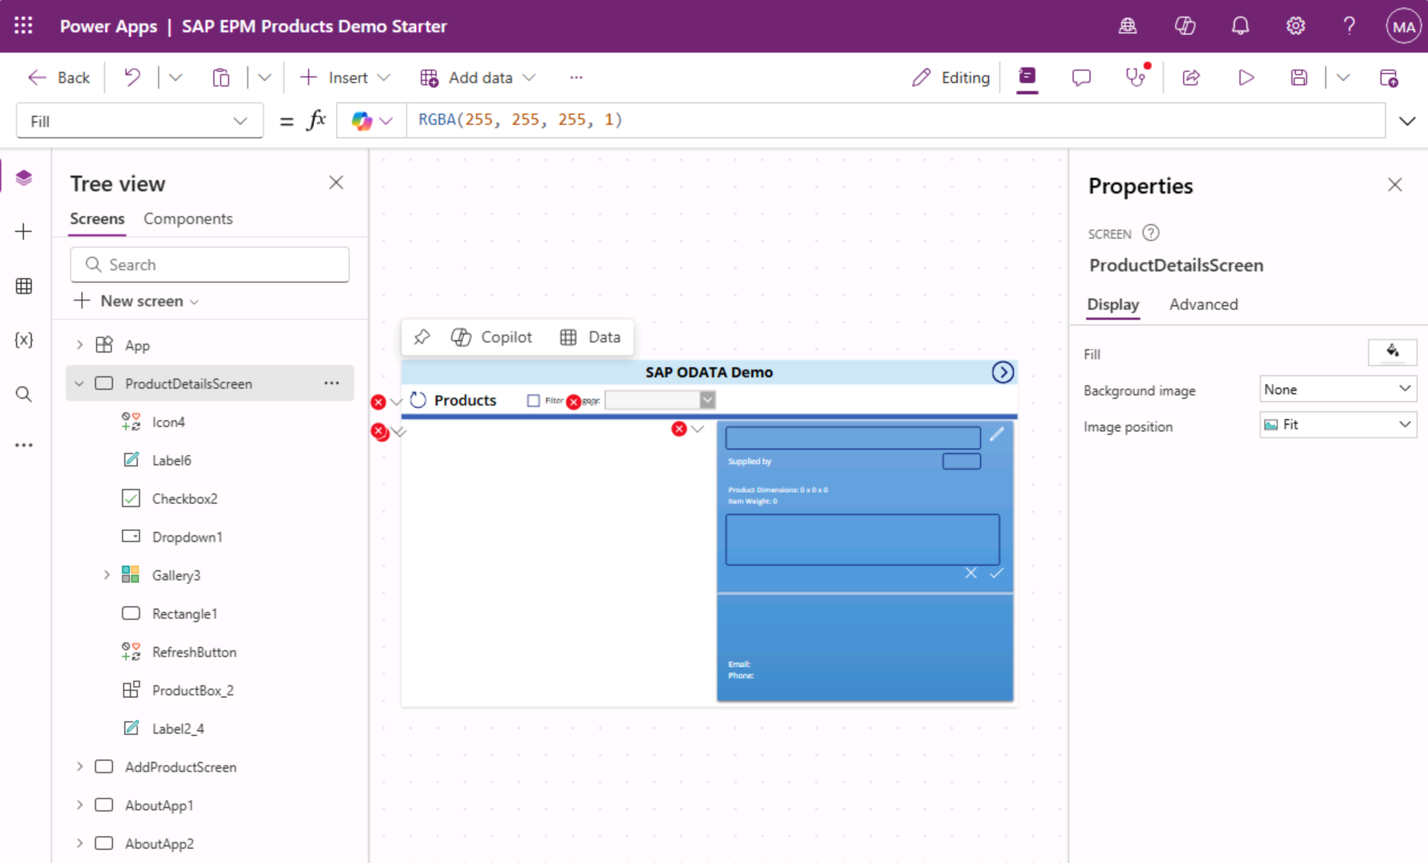 Power Apps | SAP EPM Products Demo Starter
MA
Back
Insert
Add data
Editing
Fill
= fx
RGBA(255, 255, 255, 1)
Tree view
Screens
Components
Search
New screen
App
ProductDetailsScreen
Icon4
Label6
Checkbox2
Dropdown1
Gallery3
Rectangle1
RefreshButton
ProductBox_2
Label2_4
AddProductScreen
AboutApp1
AboutApp2
{x}
Copilot
Data
SAP ODATA Demo
Products
Filter
Supplied by
Product Dimensions: 0 x 0 x 0
Item Weight: 0
Email:
Phone:
Properties
SCREEN
ProductDetailsScreen
Display
Advanced
Fill
Background image
None
Image position
Fit